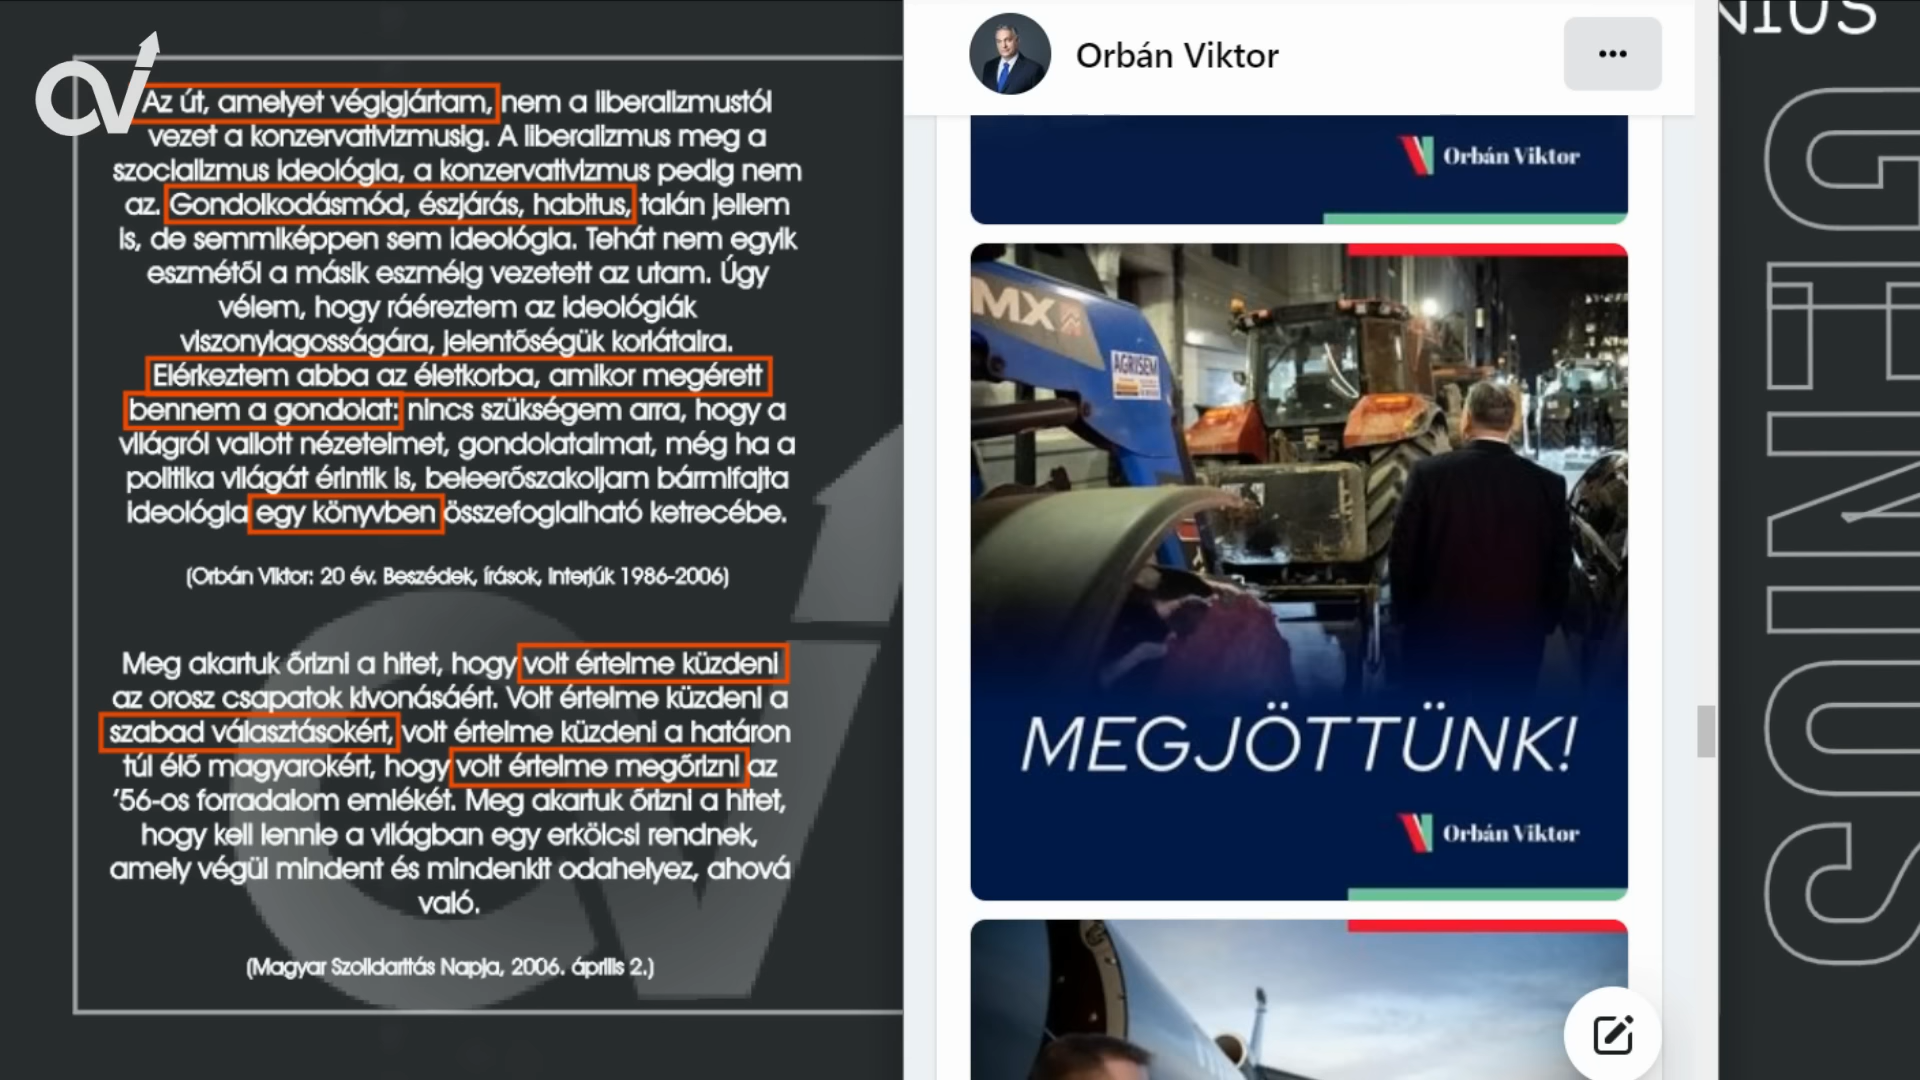 Az út, amelyet végigjártam, nem a liberalizmustól
vezet a konzervativizmusig. A liberalizmus meg a
szocializmus ideológia, a konzervativizmus pedig nem
az. Gondolkodásmód, észjárás, habitus, talán jellem
is, de semmiképpen sem ideológia. Tehát nem egyik
eszmétől a másik eszméig vezetett az utam. Úgy
vélem, hogy ráéreztem az ideológiák
viszonylagosságára, jelentőségük korlátaira.
Elérkeztem abba az életkorba, amikor megérett
bennem a gondolat: nincs szükségem arra, hogy a
világról vallott nézeteimet, gondolataimat, még ha a
politika világát érintik is, beleerőszakoljam bármifajta
ideológia egy könyvben összefoglalható ketrecébe.
(Orbán Viktor: 20 év. Beszédek, írások, interjúk 1986-2006)
Meg akartuk őrizni a hitet, hogy volt értelme küzdeni
az orosz csapatok kivonásáért. Volt értelme küzdeni a
szabad választásokért, volt értelme küzdeni a határon
túl élő magyarokért, hogy volt értelme megőrizni az
'56-os forradalom emlékét. Meg akartuk őrizni a hitet,
hogy kell lennie a világban egy erkölcsi rendnek,
amely végül mindent és mindenkit odahelyez, ahová
való.
(Magyar Szolidaritás Napja, 2006. április 2.)
Orbán Viktor
Orbán Viktor
MX
AGRISEM
MEGJÖTTÜNK!
Orbán Viktor
NIUS
GENIUS